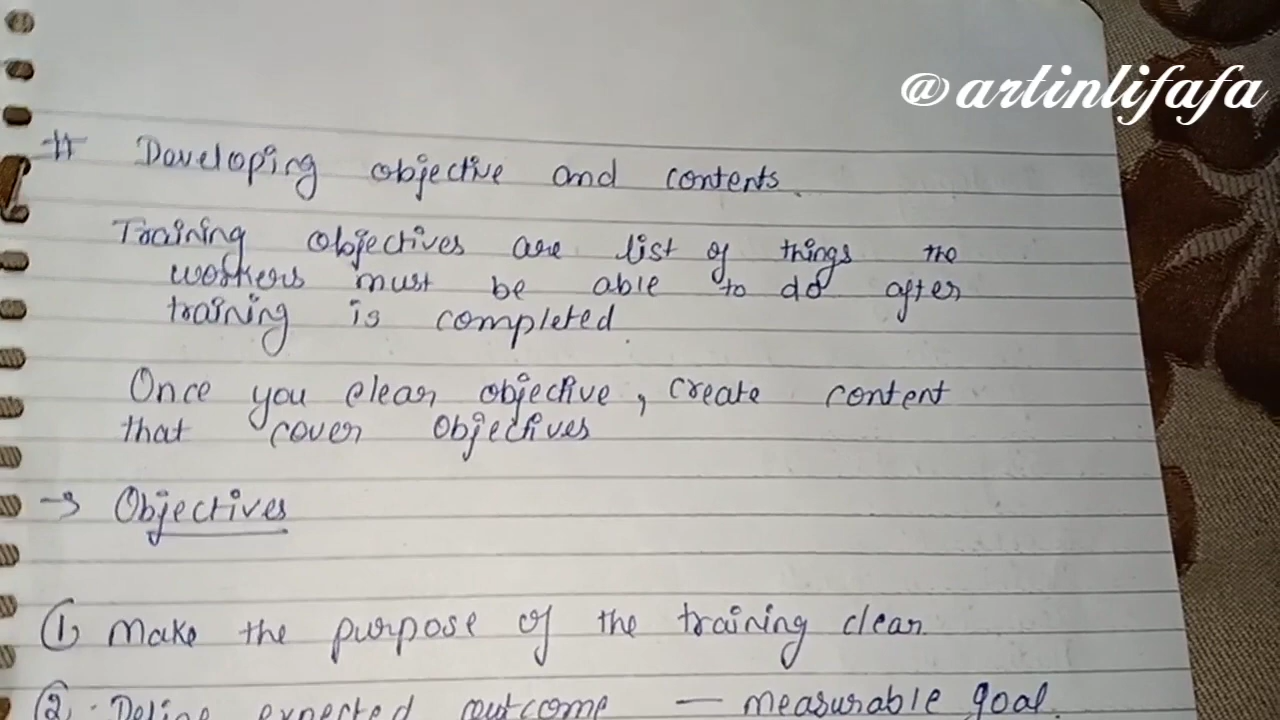 @artinlifafa
# Developing objective and contents.
Training objectives are list of things the
workers must be able to do after
training is completed.
Once you clear objective, create content
that cover objectives
→ Objectives
① Make the purpose of the training clear.
② . Define expected outcome — measurable goal.